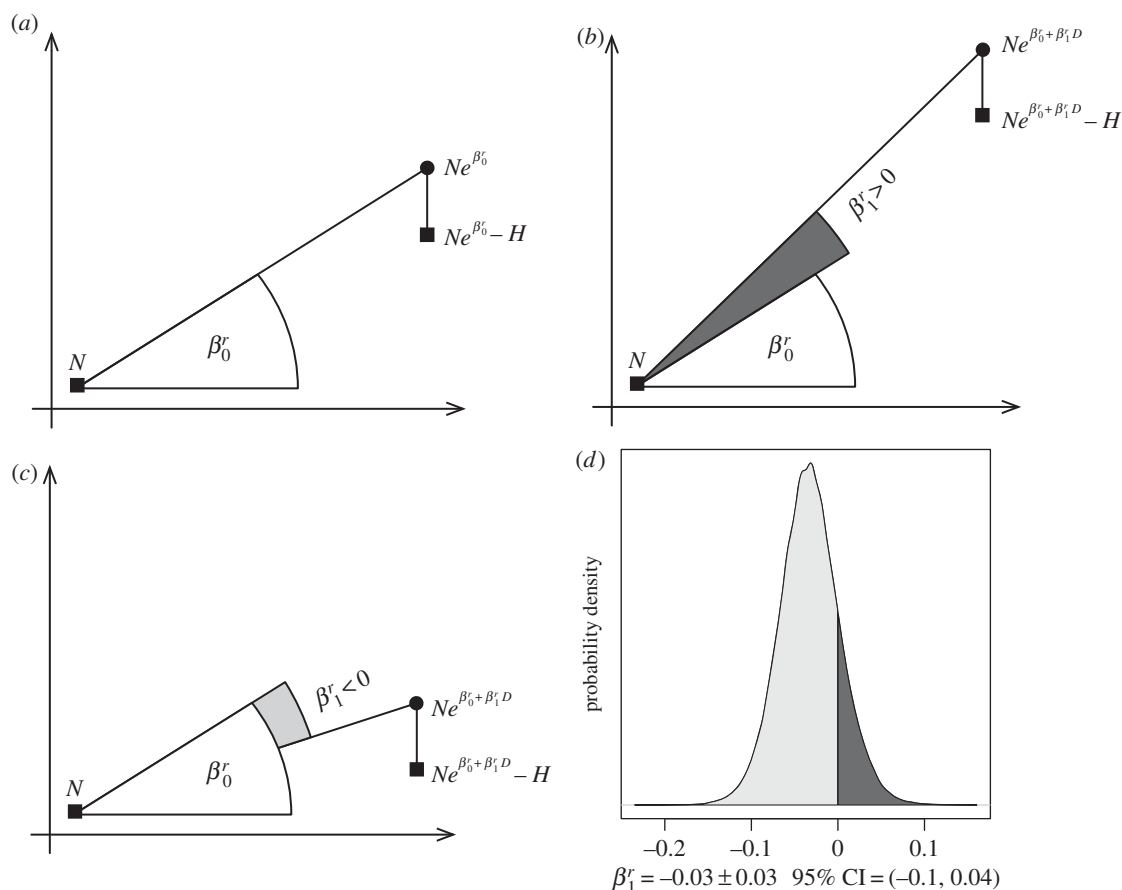 (a)
Ne^{β_0^r}
Ne^{β_0^r} – H
N
β_0^r
(b)
Ne^{β_0^r + β_1^r D}
Ne^{β_0^r + β_1^r D} – H
β_1^r > 0
N
β_0^r
(c)
β_1^r < 0
Ne^{β_0^r + β_1^r D}
Ne^{β_0^r + β_1^r D} – H
N
β_0^r
(d)
probability density
–0.2 –0.1 0 0.1
β_1^r = –0.03 ± 0.03 95% CI = (–0.1, 0.04)